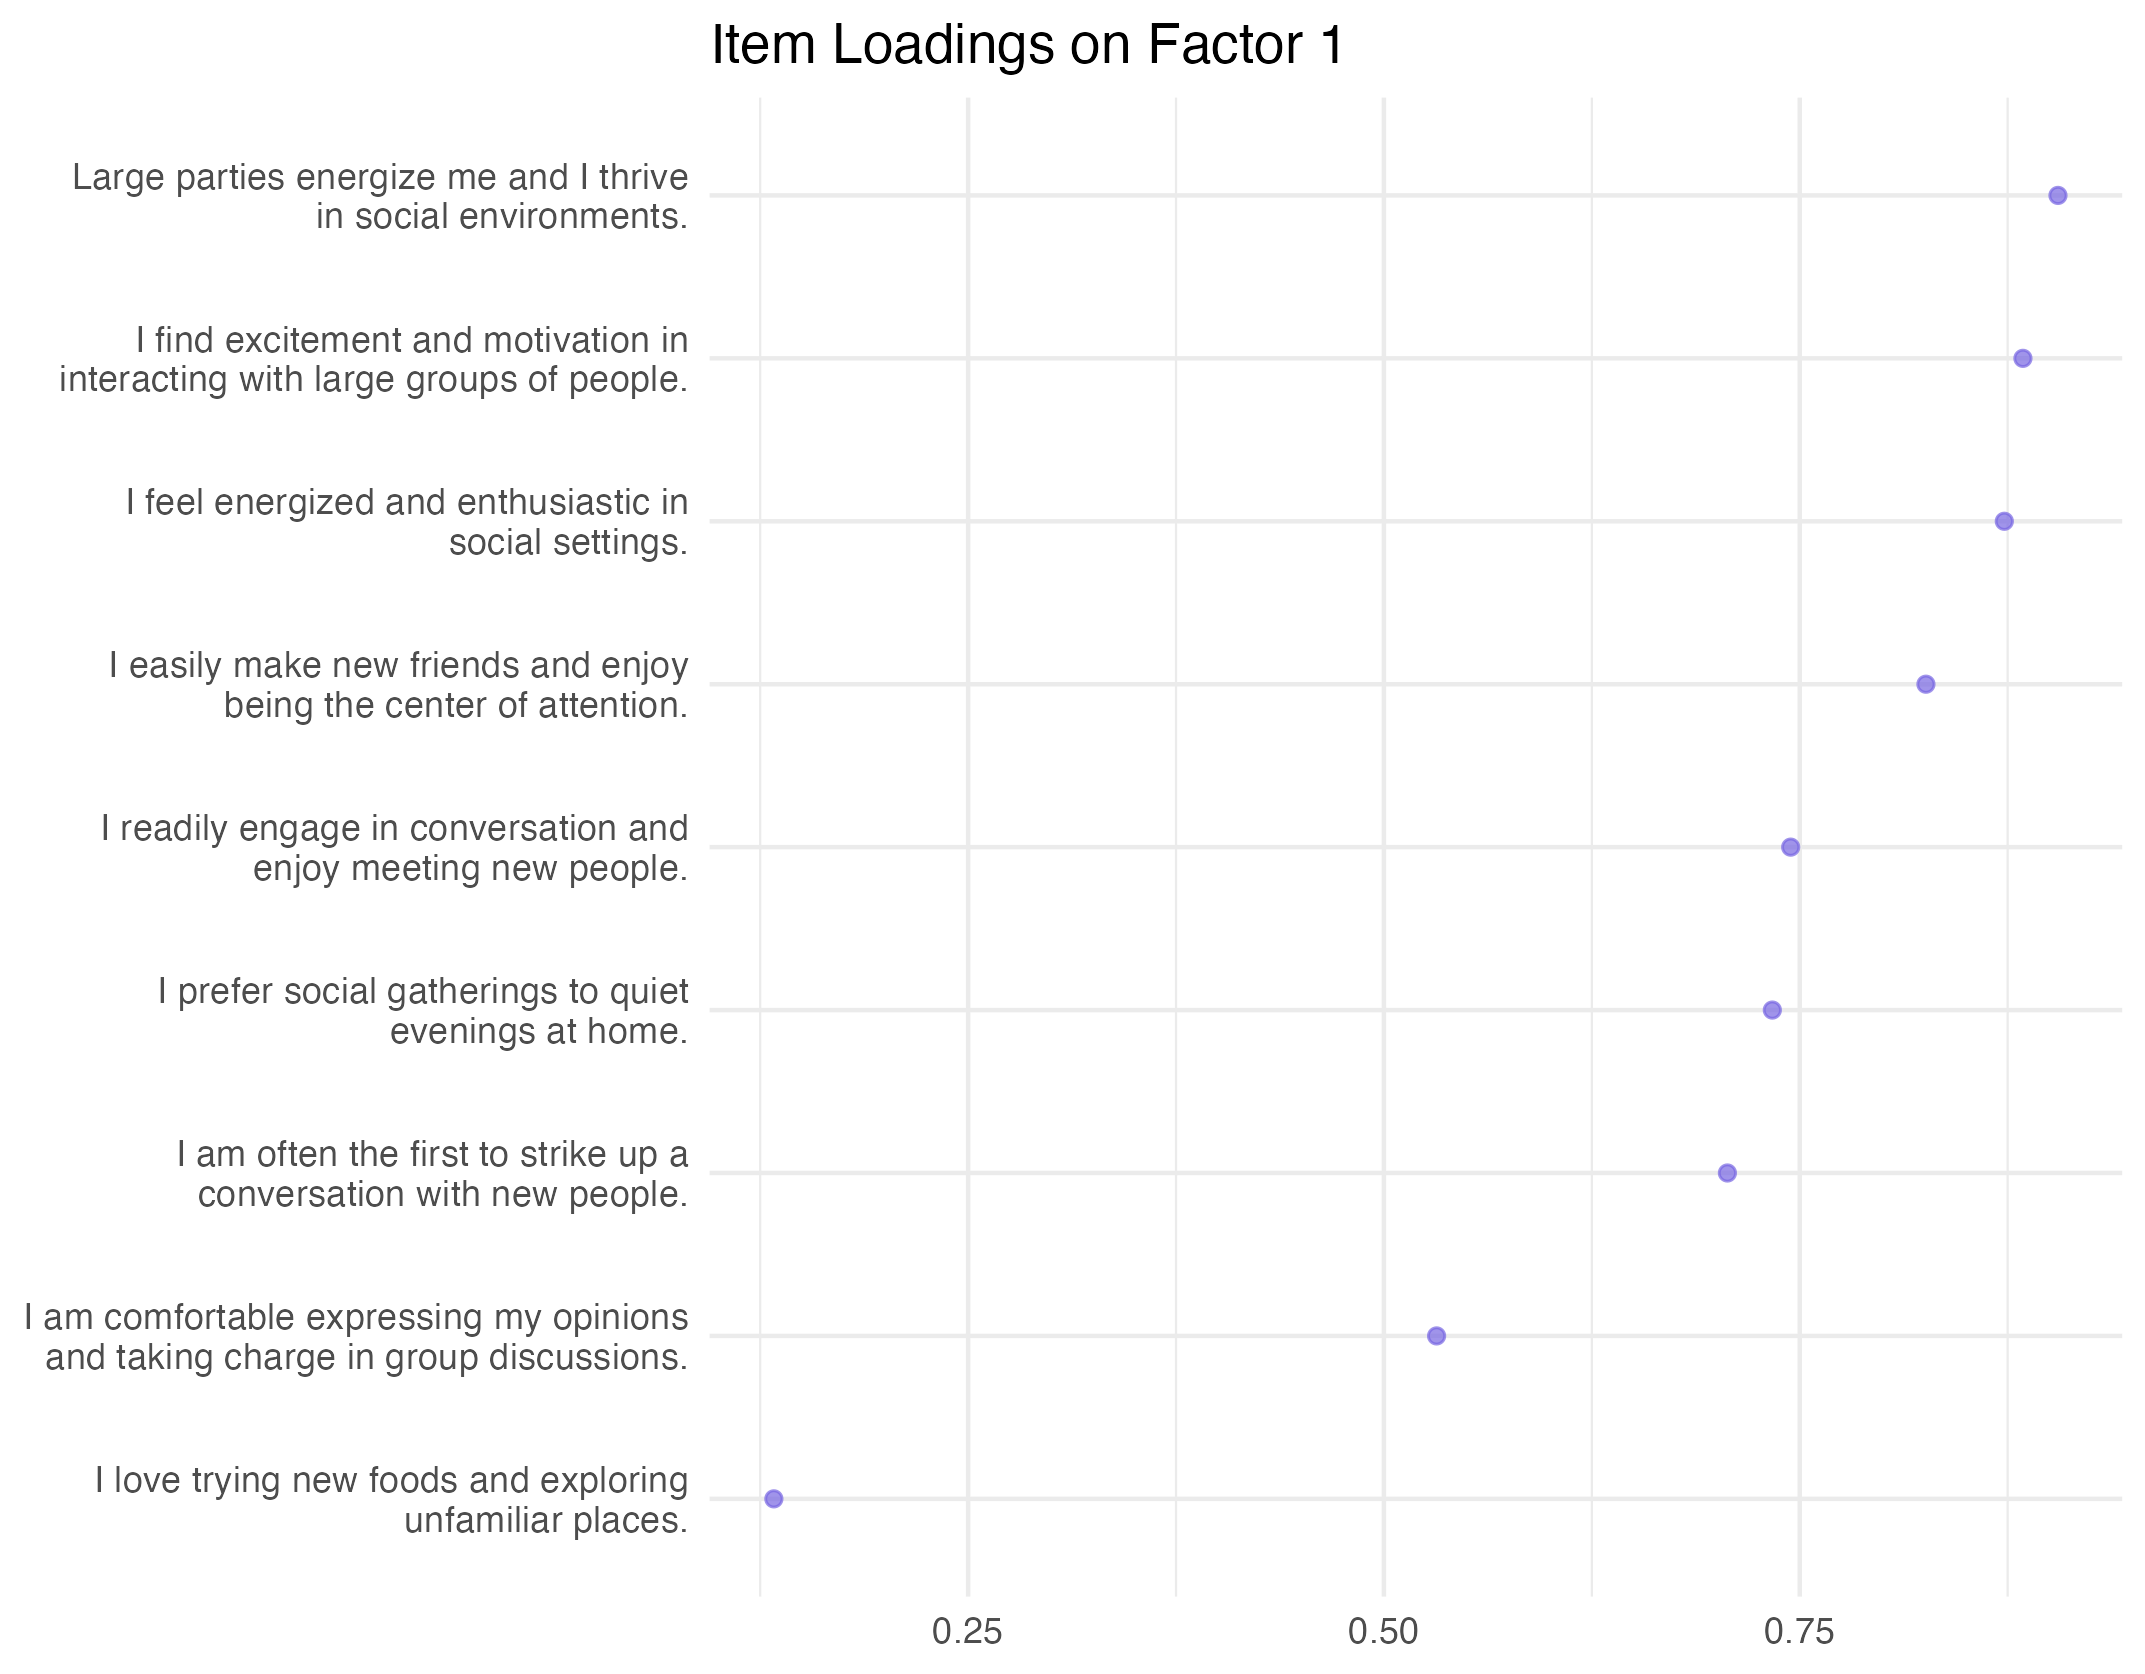 Item Loadings on Factor 1
Large parties energize me and I thrive
in social environments.
I find excitement and motivation in
interacting with large groups of people.
I feel energized and enthusiastic in
social settings.
I easily make new friends and enjoy
being the center of attention.
I readily engage in conversation and
enjoy meeting new people.
I prefer social gatherings to quiet
evenings at home.
I am often the first to strike up a
conversation with new people.
I am comfortable expressing my opinions
and taking charge in group discussions.
I love trying new foods and exploring
unfamiliar places.
0.25
0.50
0.75